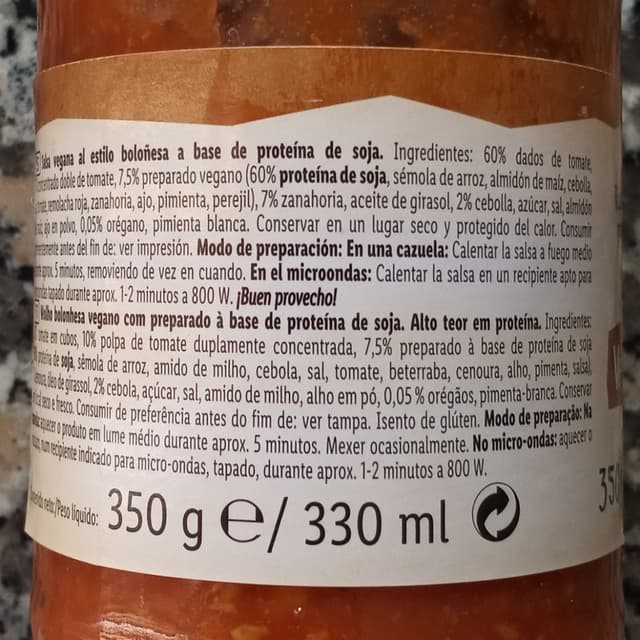 vegana al estilo boloñesa a base de proteína de soja. Ingredientes: 60% dados de tomate,
concentrado doble de tomate, 7,5% preparado vegano (60% proteína de soja, sémola de arroz, almidón de maíz, cebolla,
remolacha roja, zanahoria, ajo, pimienta, perejil), 7% zanahoria, aceite de girasol, 2% cebolla, azúcar, sal, almidón
ajo en polvo, 0,05% orégano, pimienta blanca. Conservar en un lugar seco y protegido del calor. Consumir
preferentemente antes del fin de: ver impresión. Modo de preparación: En una cazuela: Calentar la salsa a fuego medio
aprox. 5 minutos, removiendo de vez en cuando. En el microondas: Calentar la salsa en un recipiente apto para
tapado durante aprox. 1-2 minutos a 800 W. ¡Buen provecho!
Molho bolonhesa vegano com preparado à base de proteína de soja. Alto teor em proteína. Ingredientes:
tomate em cubos, 10% polpa de tomate duplamente concentrada, 7,5% preparado à base de proteína de soja
proteína de soja, sémola de arroz, amido de milho, cebola, sal, tomate, beterraba, cenoura, alho, pimenta, salsa),
cenoura, óleo de girassol, 2% cebola, açúcar, sal, amido de milho, alho em pó, 0,05 % orégãos, pimenta-branca. Conservar
seco e fresco. Consumir de preferência antes do fim de: ver tampa. Isento de glúten. Modo de preparação: Na
aquecer o produto em lume médio durante aprox. 5 minutos. Mexer ocasionalmente. No micro-ondas: aquecer o
num recipiente indicado para micro-ondas, tapado, durante aprox. 1-2 minutos a 800 W.
neto:/Peso líquido: 350 g ℮/ 330 ml
350